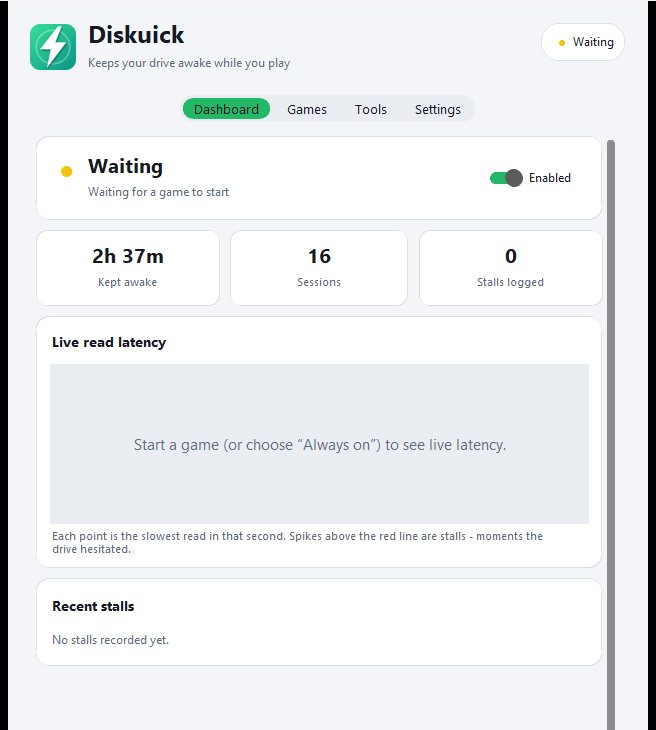 Diskuick
Keeps your drive awake while you play
Waiting
Dashboard
Games
Tools
Settings
Waiting
Waiting for a game to start
Enabled
2h 37m
Kept awake
16
Sessions
0
Stalls logged
Live read latency
Start a game (or choose “Always on”) to see live latency.
Each point is the slowest read in that second. Spikes above the red line are stalls - moments the
drive hesitated.
Recent stalls
No stalls recorded yet.